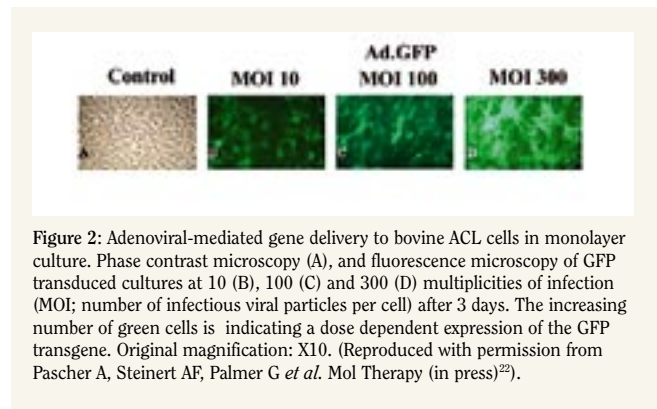 Ad.GFP
Control MOI 10 MOI 100 MOI 300
A B C D
Figure 2: Adenoviral-mediated gene delivery to bovine ACL cells in monolayer
culture. Phase contrast microscopy (A), and fluorescence microscopy of GFP
transduced cultures at 10 (B), 100 (C) and 300 (D) multiplicities of infection
(MOI; number of infectious viral particles per cell) after 3 days. The increasing
number of green cells is indicating a dose dependent expression of the GFP
transgene. Original magnification: X10. (Reproduced with permission from
Pascher A, Steinert AF, Palmer G et al. Mol Therapy (in press)²²).